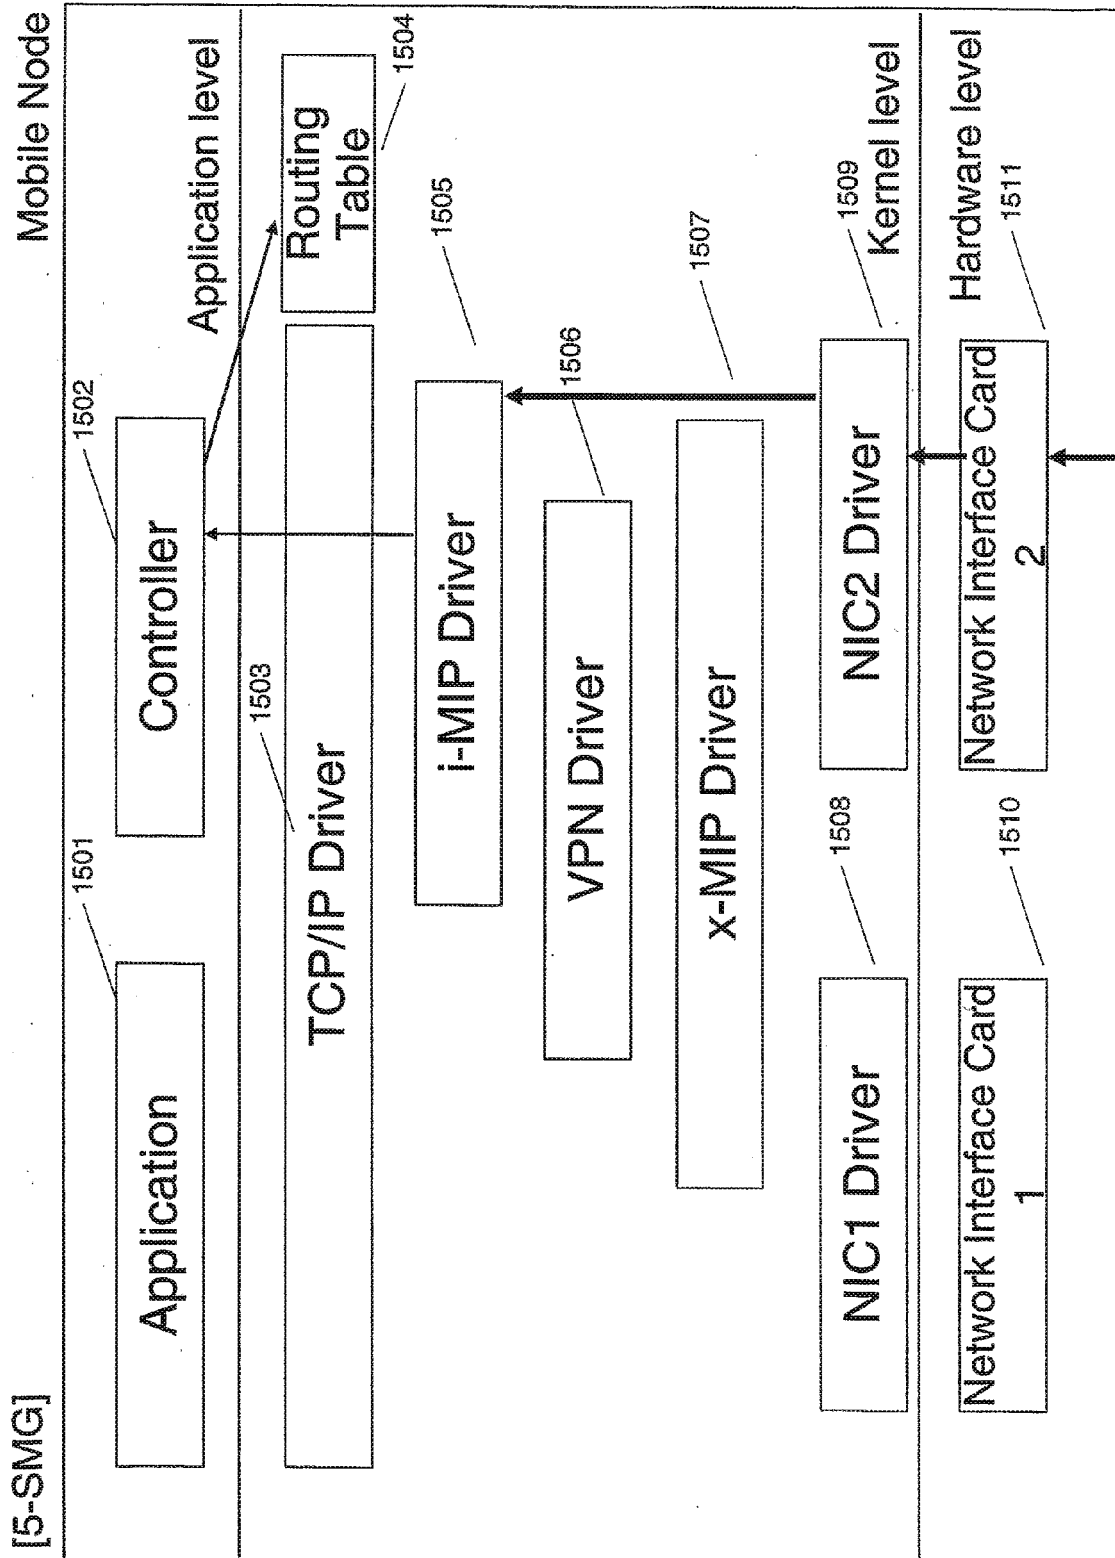 [5-SMG]
Mobile Node
1501
1502
Application
Controller
Application level
1503
TCP/IP Driver
Routing
Table
1504
i-MIP Driver
1505
VPN Driver
1506
x-MIP Driver
1507
1508
1509
NIC1 Driver
NIC2 Driver
Kernel level
Hardware level
1510
1511
Network Interface Card
1
Network Interface Card
2